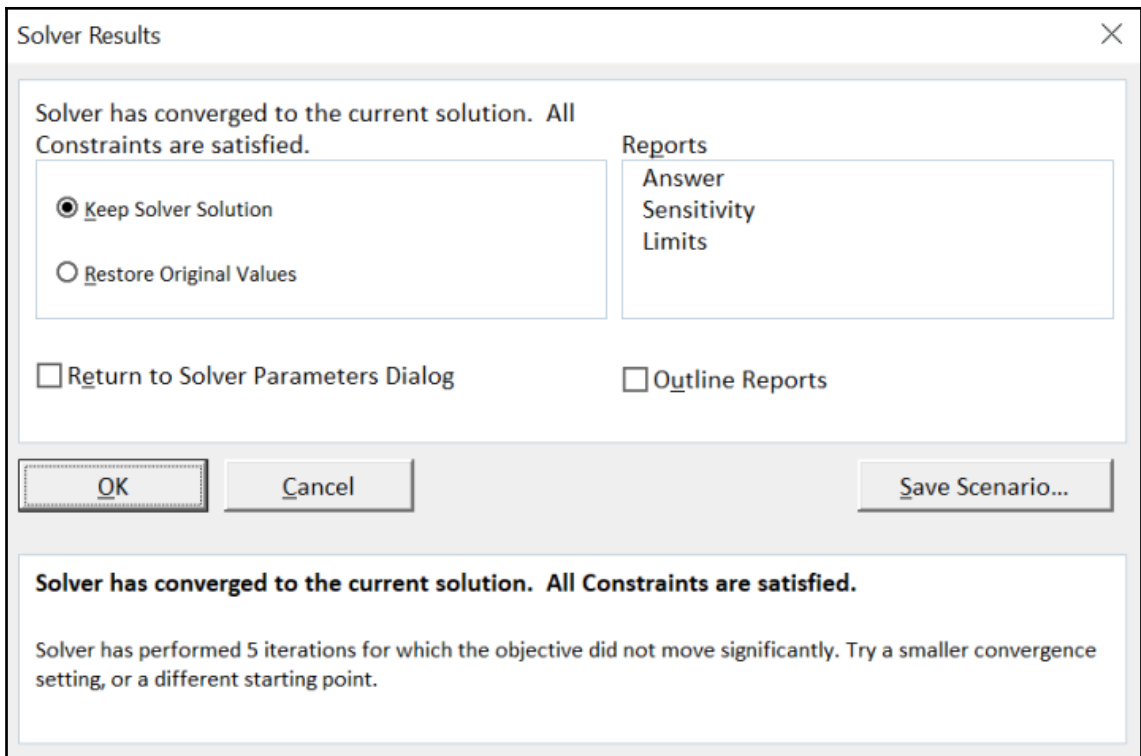 Solver Results
Solver has converged to the current solution.  All
Constraints are satisfied.
Keep Solver Solution
Restore Original Values
Reports
Answer
Sensitivity
Limits
Return to Solver Parameters Dialog
Outline Reports
OK
Cancel
Save Scenario...
Solver has converged to the current solution.  All Constraints are satisfied.
Solver has performed 5 iterations for which the objective did not move significantly. Try a smaller convergence
setting, or a different starting point.